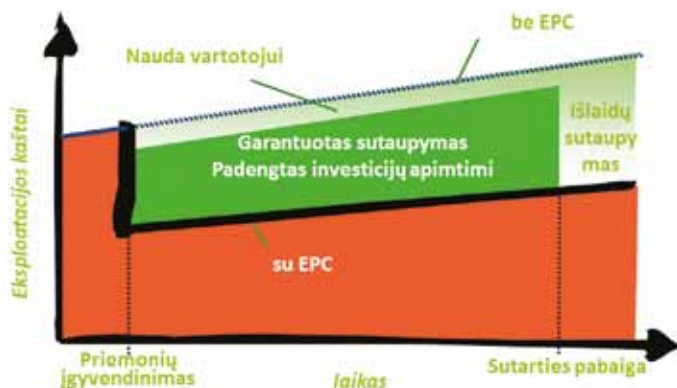 be EPC
Nauda vartotojui
Išlaidų
sutaupy
mas
Garantuotas sutaupymas
Padengtas investicijų apimtimi
Eksploatacijos kaštai
su EPC
Priemonių
įgyvendinimas
laikas
Sutarties pabaiga